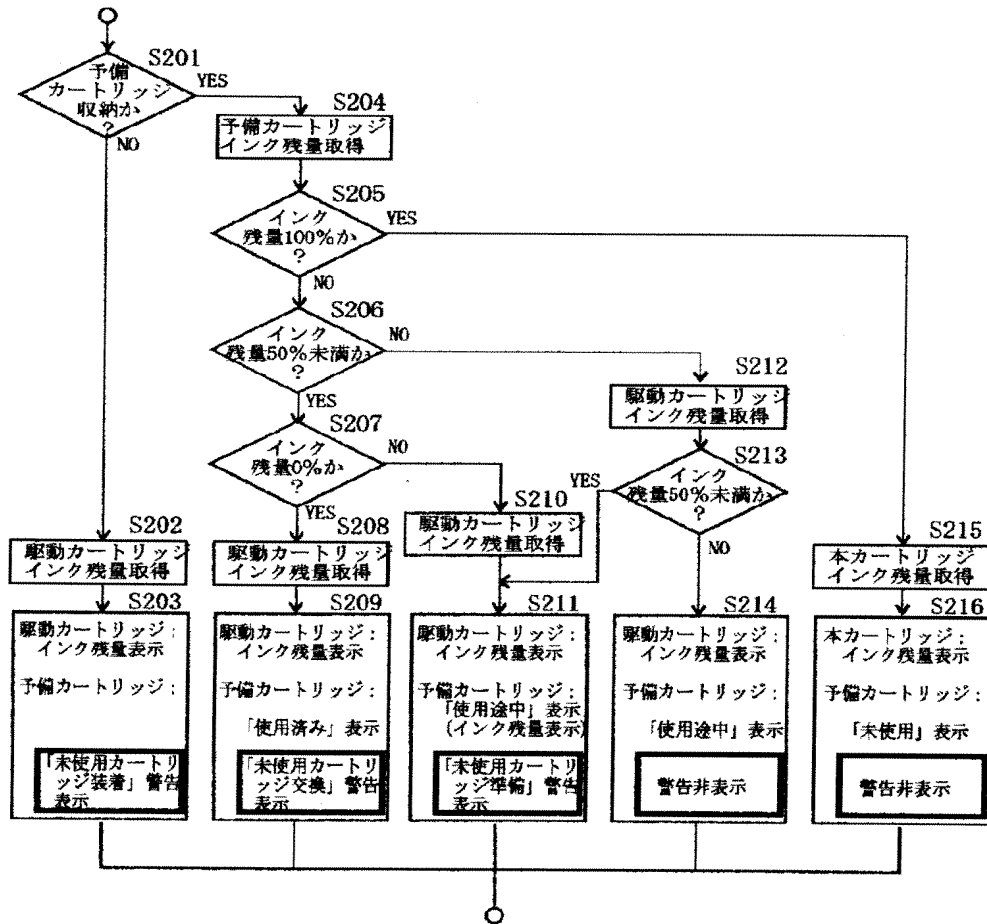 S201
予備
カートリッジ
収納か
?
YES
NO
S204
予備カートリッジ
インク残量取得
S205
インク
残量100%か
?
YES
NO
S206
インク
残量50%未満か
?
NO
YES
S212
駆動カートリッジ
インク残量取得
S207
インク
残量0%か
?
NO
YES
S213
インク
残量50%未満か
?
YES
NO
S202
駆動カートリッジ
インク残量取得
S208
駆動カートリッジ
インク残量取得
S210
駆動カートリッジ
インク残量取得
S215
本カートリッジ
インク残量取得
S203
駆動カートリッジ:
インク残量表示
予備カートリッジ:
「未使用カートリ
ッジ装着」警告
表示
S209
駆動カートリッジ:
インク残量表示
予備カートリッジ:
「使用済み」表示
「未使用カートリ
ッジ交換」警告
表示
S211
駆動カートリッジ:
インク残量表示
予備カートリッジ:
「使用途中」表示
(インク残量表示)
「未使用カートリ
ッジ準備」警告
表示
S214
駆動カートリッジ:
インク残量表示
予備カートリッジ:
「使用途中」表示
警告非表示
S216
本カートリッジ:
インク残量表示
予備カートリッジ:
「未使用」表示
警告非表示